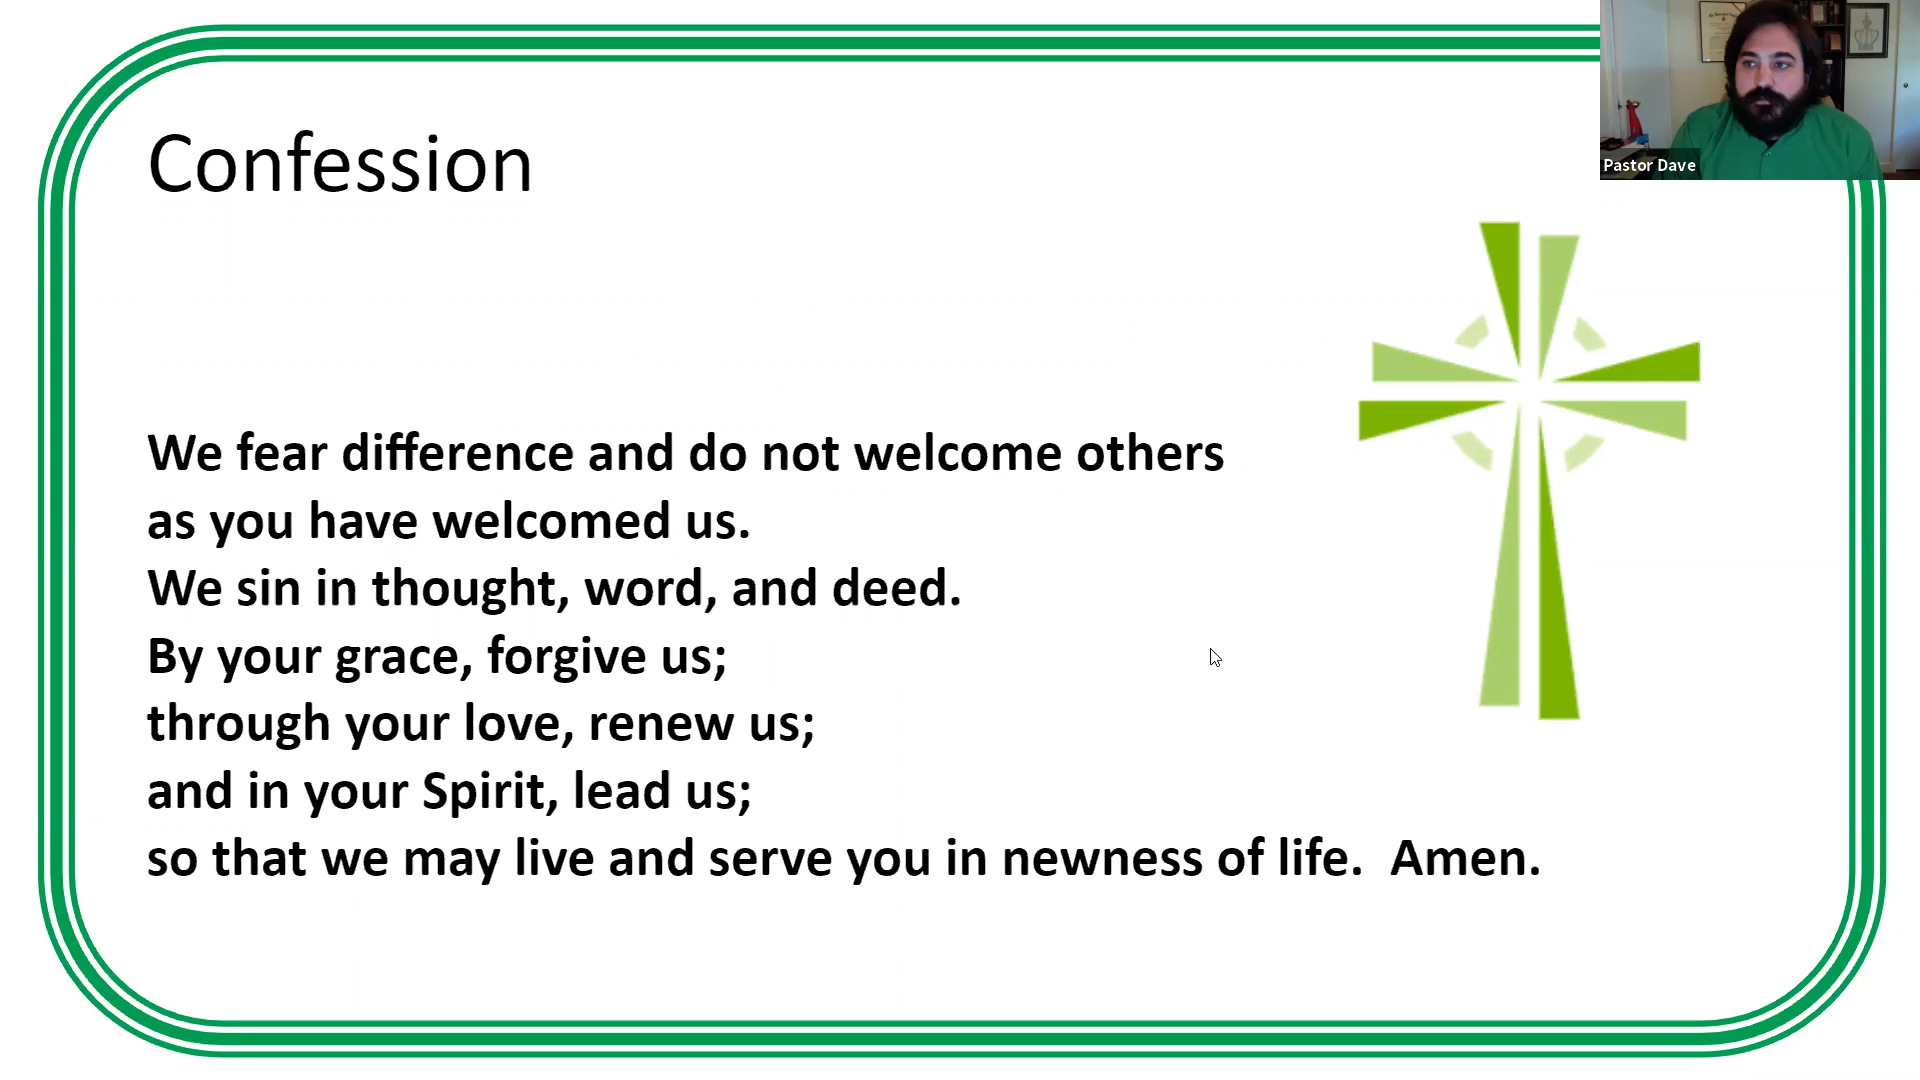 Pastor Dave
Confession
We fear difference and do not welcome others
as you have welcomed us.
We sin in thought, word, and deed.
By your grace, forgive us;
through your love, renew us;
and in your Spirit, lead us;
so that we may live and serve you in newness of life.  Amen.